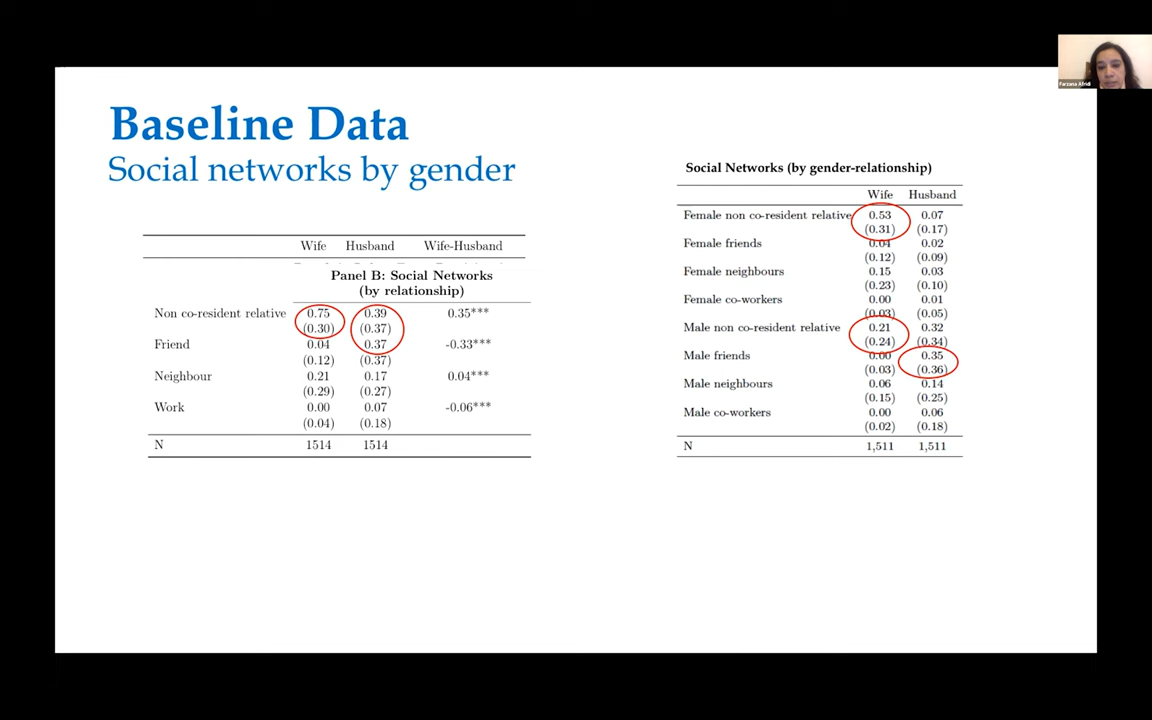 Farzana Afridi
Baseline Data
Social networks by gender
Wife Husband Wife-Husband
Panel B: Social Networks
(by relationship)
Non co-resident relative 0.75 0.39 0.35***
(0.30) (0.37)
Friend 0.04 0.37 -0.33***
(0.12) (0.37)
Neighbour 0.21 0.17 0.04***
(0.29) (0.27)
Work 0.00 0.07 -0.06***
(0.04) (0.18)
N 1514 1514
Social Networks (by gender-relationship)
Wife Husband
Female non co-resident relative 0.53 0.07
(0.31) (0.17)
Female friends 0.04 0.02
(0.12) (0.09)
Female neighbours 0.15 0.03
(0.23) (0.10)
Female co-workers 0.00 0.01
(0.03) (0.05)
Male non co-resident relative 0.21 0.32
(0.24) (0.34)
Male friends 0.00 0.35
(0.03) (0.36)
Male neighbours 0.06 0.14
(0.15) (0.25)
Male co-workers 0.00 0.06
(0.02) (0.18)
N 1,511 1,511